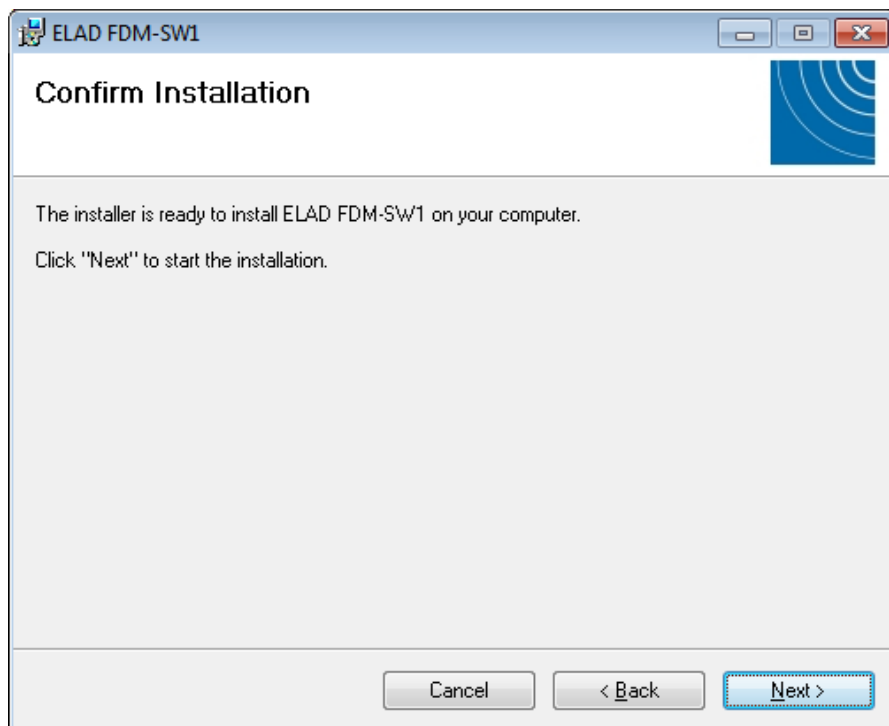 ELAD FDM-SW1
Confirm Installation
The installer is ready to install ELAD FDM-SW1 on your computer.
Click "Next" to start the installation.
Cancel
< Back
Next >